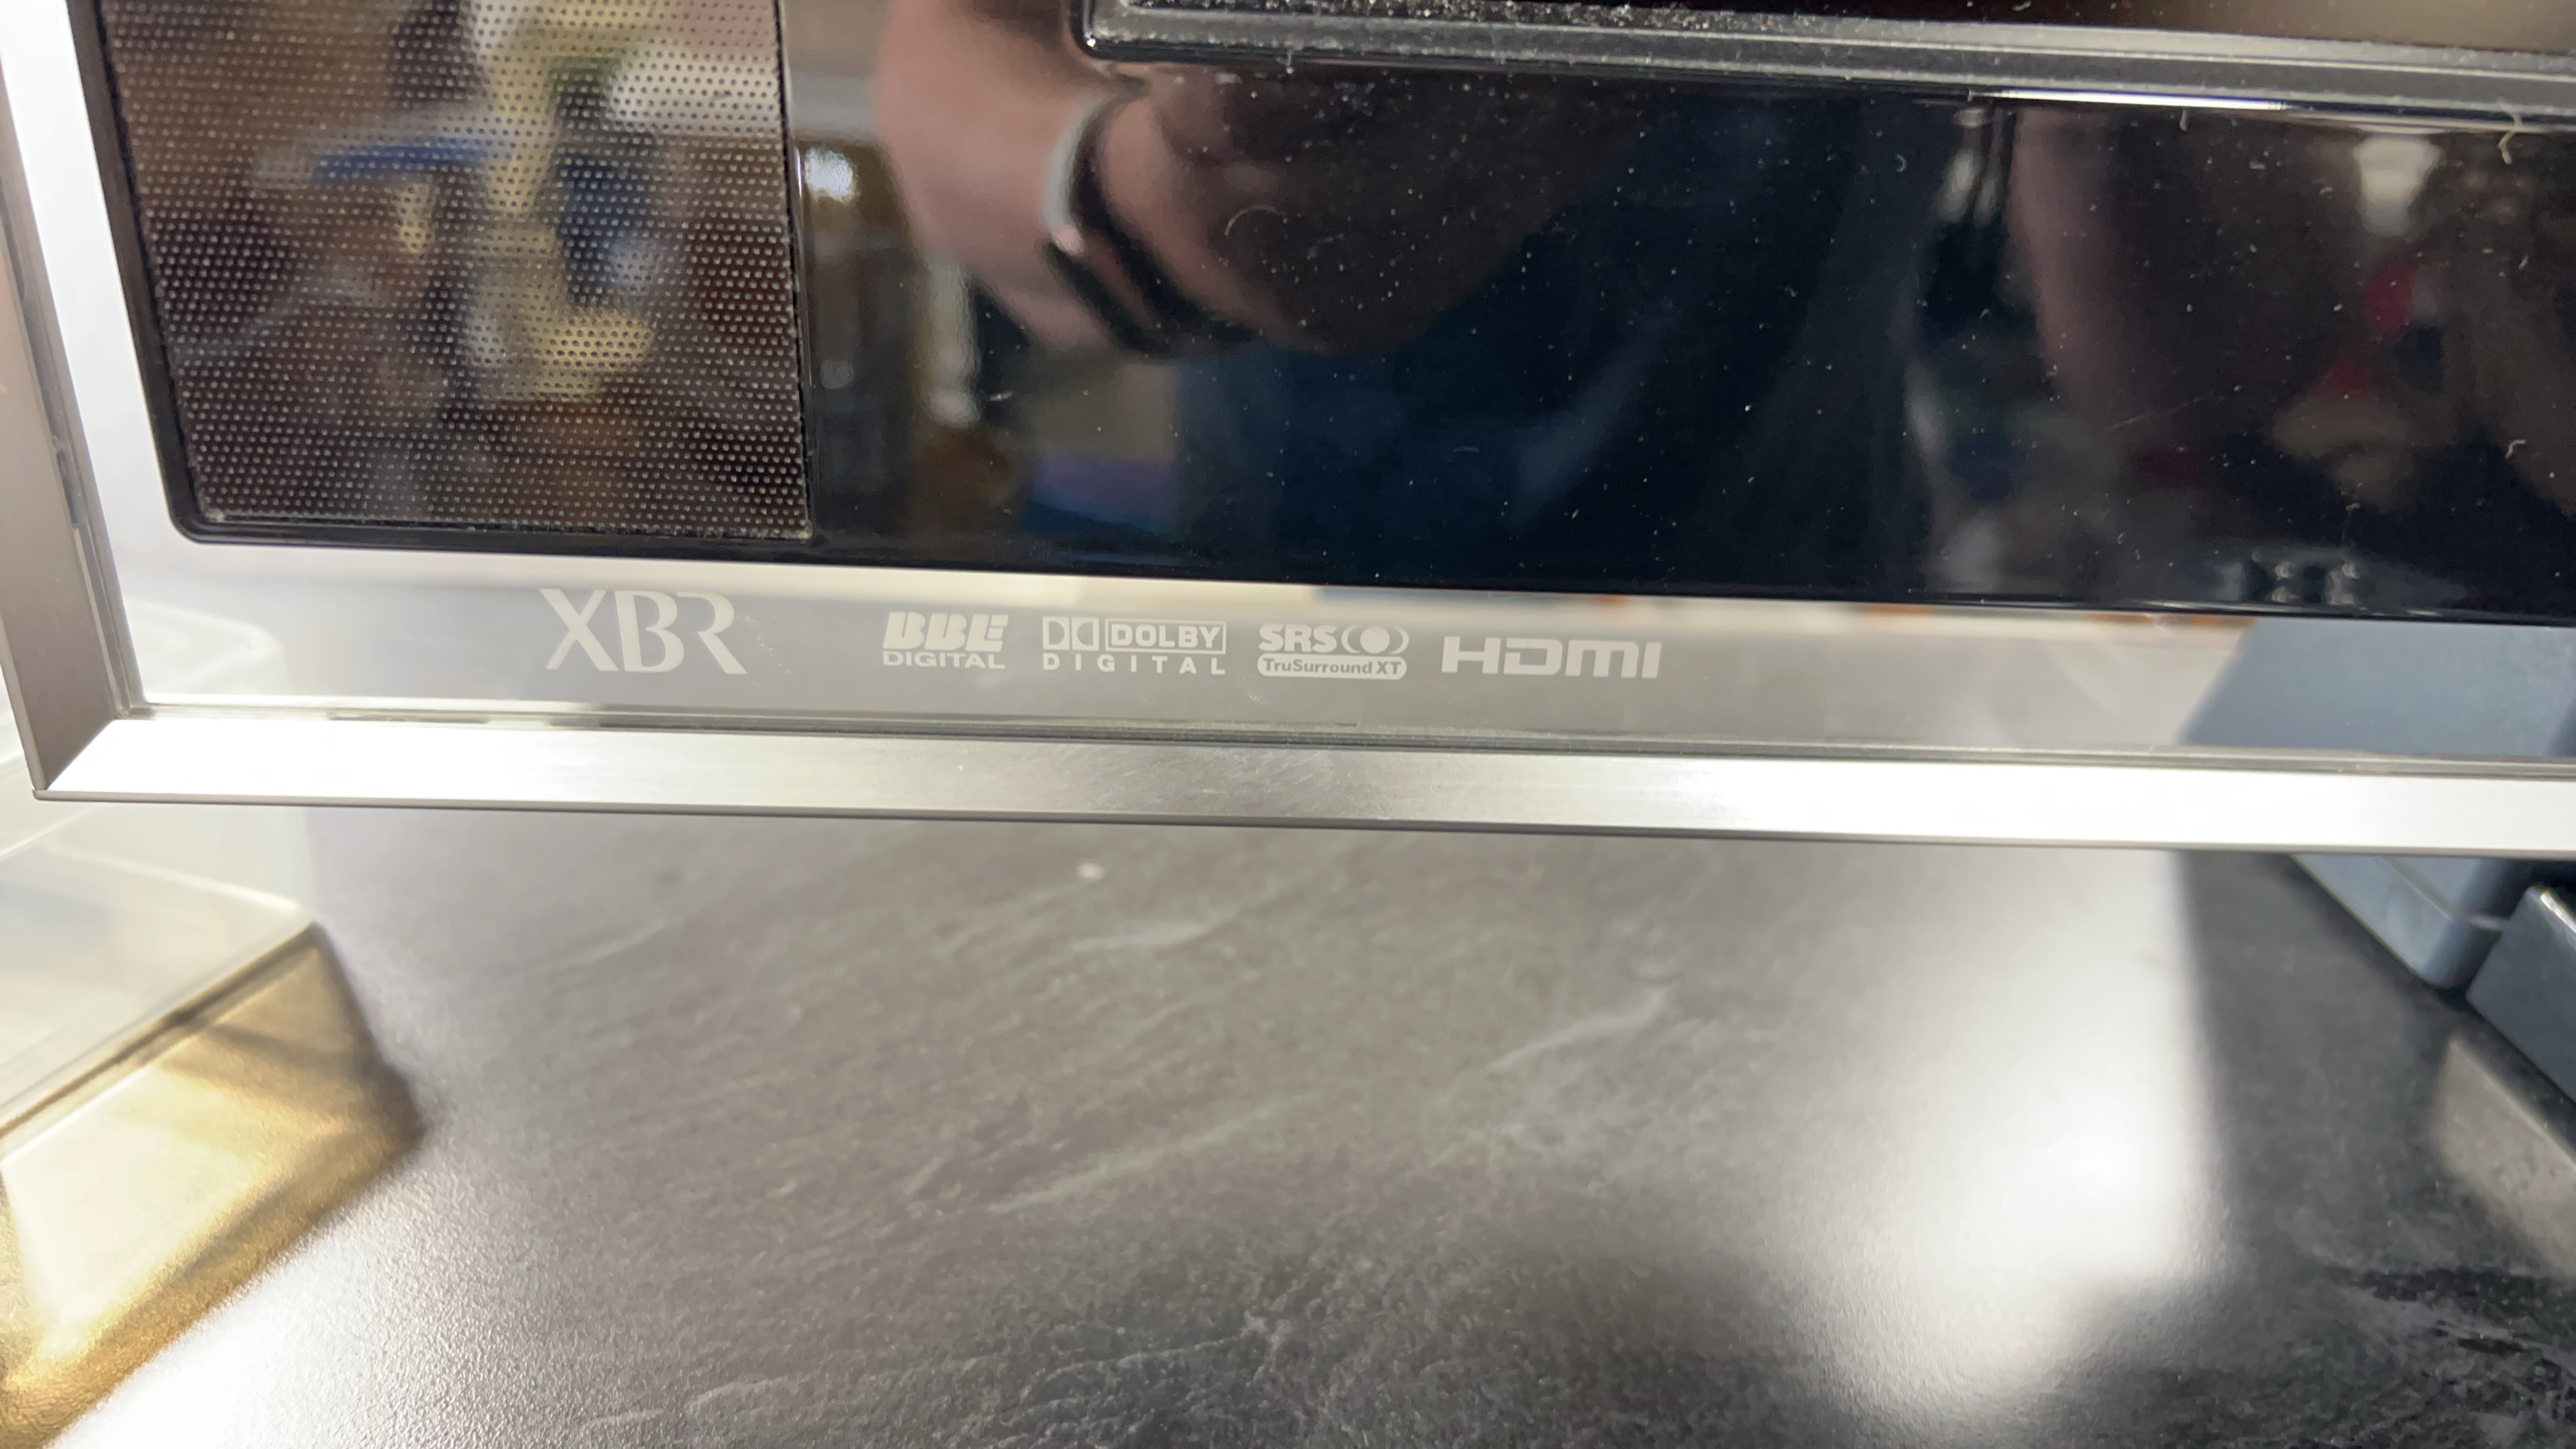 XBR
BBE
DIGITAL
DOLBY
DIGITAL
SRS
TruSurround XT
HDMI